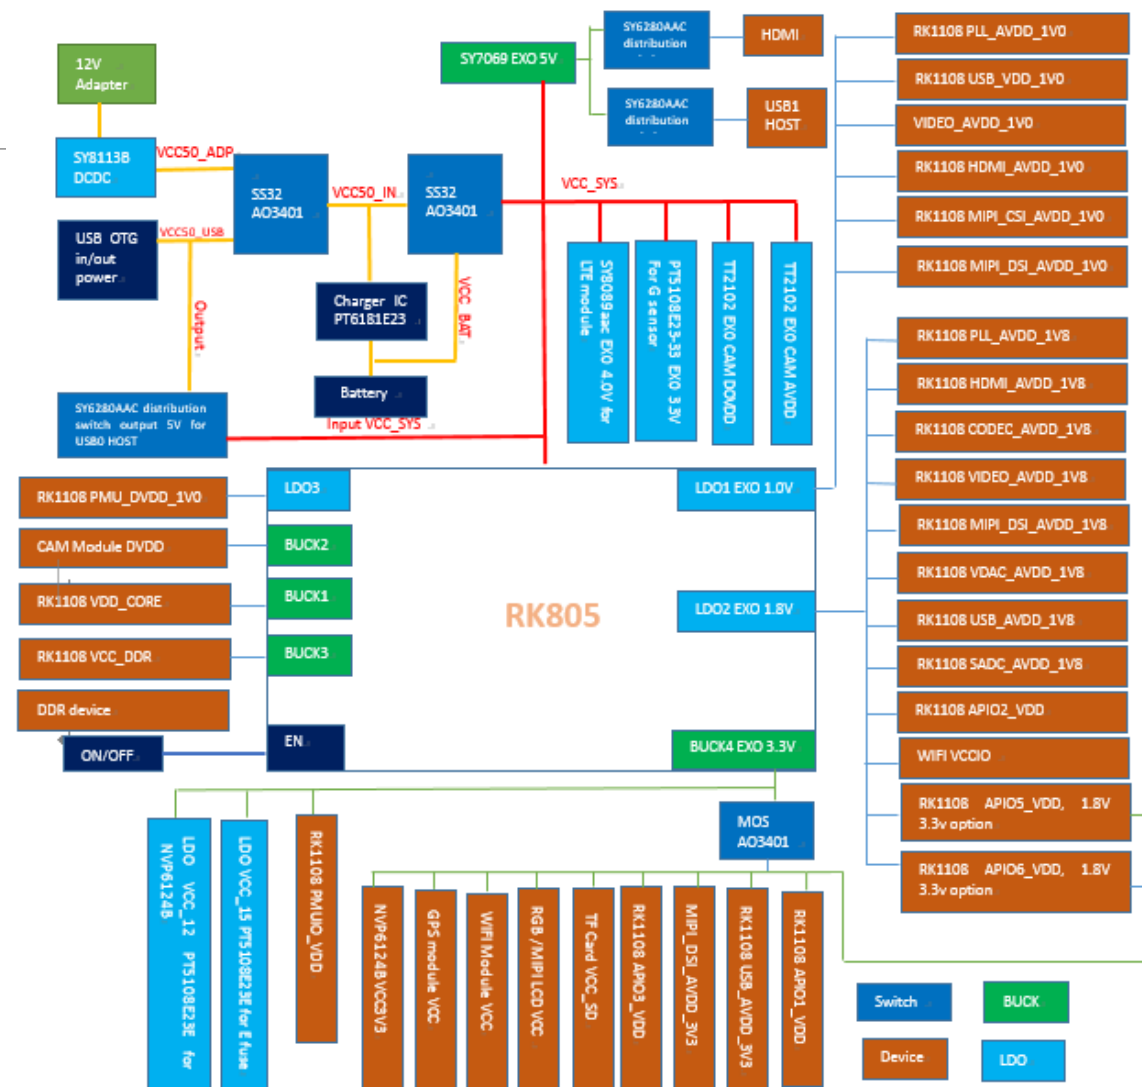 12V
Adapter
SY8113B
DCDC
VCC50_ADP
USB OTG
in/out
power
VCC50_USB
Output
SS32
AO3401
VCC50_IN
SS32
AO3401
Charger IC
PT6181E23
VCC_BAT
Battery
Input VCC_SYS
SY6280AAC distribution
switch output 5V for
USB0 HOST
SY7069 EXO 5V
SY6280AAC
distribution
HDMI
SY6280AAC
distribution
USB1
HOST
VCC_SYS
SY8089aac EXO 4.0V for
LTE module
PT5108E23-33 EXO 3.3V
For G sensor
TT2102 EXO CAM DOVDD
TT2102 EXO CAM AVDD
RK1108 PLL_AVDD_1V0
RK1108 USB_VDD_1V0
VIDEO_AVDD_1V0
RK1108 HDMI_AVDD_1V0
RK1108 MIPI_CSI_AVDD_1V0
RK1108 MIPI_DSI_AVDD_1V0
RK1108 PLL_AVDD_1V8
RK1108 HDMI_AVDD_1V8
RK1108 CODEC_AVDD_1V8
RK1108 VIDEO_AVDD_1V8
RK1108 MIPI_DSI_AVDD_1V8
RK1108 VDAC_AVDD_1V8
RK1108 USB_AVDD_1V8
RK1108 SADC_AVDD_1V8
RK1108 APIO2_VDD
WIFI VCCIO
RK1108 APIO5_VDD, 1.8V
3.3v option
RK1108 APIO6_VDD, 1.8V
3.3v option
RK1108 PMU_DVDD_1V0
CAM Module DVDD
RK1108 VDD_CORE
RK1108 VCC_DDR
DDR device
ON/OFF
LDO3
BUCK2
BUCK1
BUCK3
EN
RK805
LDO1 EXO 1.0V
LDO2 EXO 1.8V
BUCK4 EXO 3.3V
MOS
AO3401
LDO VCC_12 PT5108E23E for
NVP6124B
LDO VCC_15 PT5108E23E for E fuse
RK1108 PMUIO_VDD
NVP6124B VCC3V3
GPS module VCC
WIFI Module VCC
RGB /MIPI LCD VCC
TF Card VCC_SD
RK1108 APIO3_VDD
MIPI_DSI_AVDD_3V3
RK1108 USB_AVDD_3V3
RK1108 APIO1_VDD
Switch
BUCK
Device
LDO